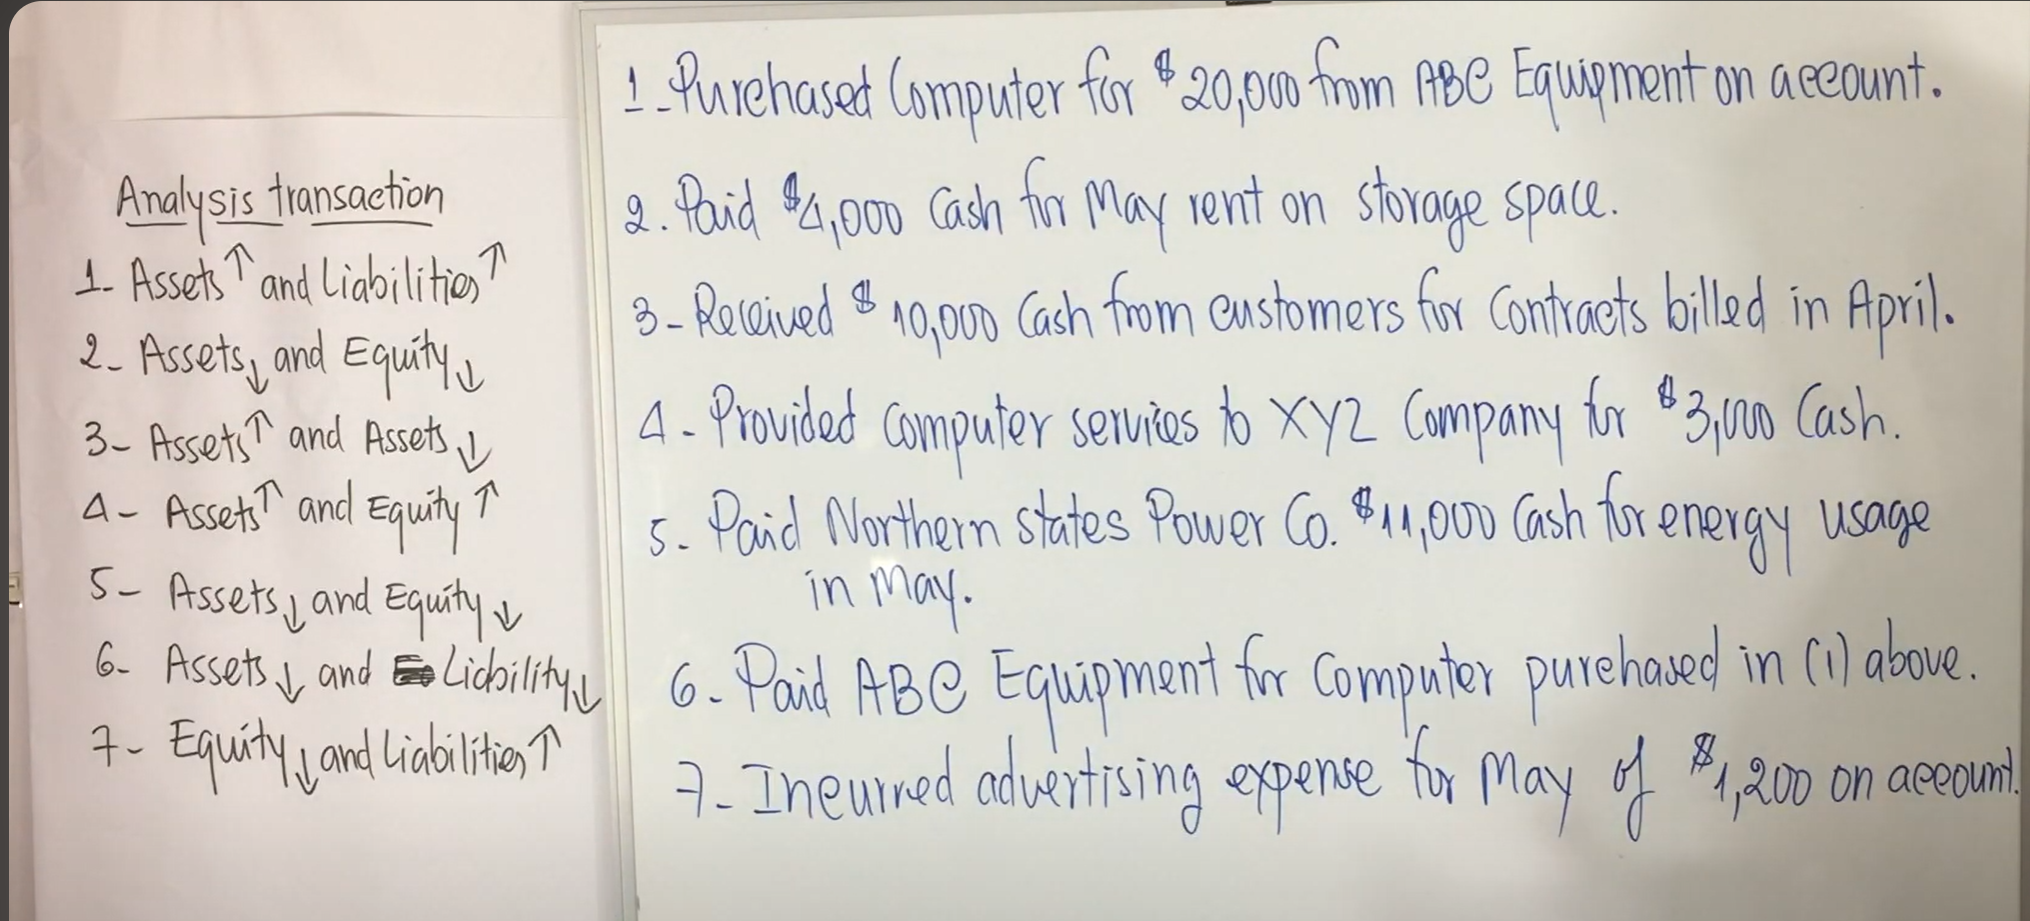 Analysis transaction
1- Assets↑ and Liabilities↑
2- Assets↓ and Equity↓
3- Assets↑ and Assets↓
4- Assets↑ and Equity↑
5- Assets↓ and Equity↓
6- Assets↓ and Liability↓
7- Equity↓ and Liabilities↑
1-Purchased Computer for $20,000 from ABC Equipment on account.
2. Paid $4,000 Cash for May rent on storage space.
3-Received $10,000 Cash from customers for Contracts billed in April.
4-Provided computer services to XYZ Company for $3,000 Cash.
5-Paid Northern states Power Co. $11,000 Cash for energy usage
in May.
6-Paid ABC Equipment for Computer purchased in (1) above.
7-Incurred advertising expense for May of $1,200 on account.